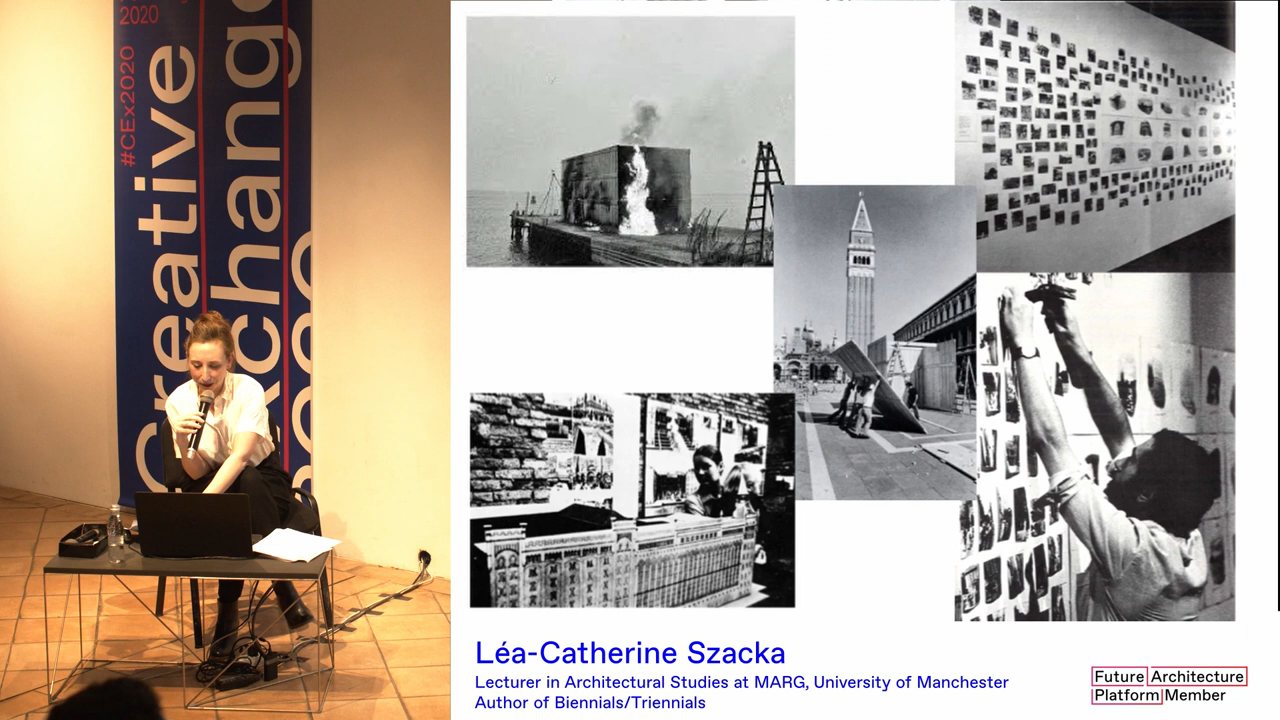 2020
#CEx2020
Creative
xchang
Léa-Catherine Szacka
Lecturer in Architectural Studies at MARG, University of Manchester
Author of Biennials/Triennials
Future Architecture
Platform Member